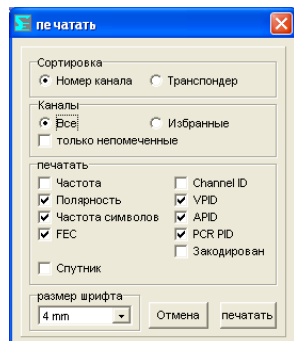 печатать
Сортировка
Номер канала Транспондер
Каналы
Все Избранные
только непомеченные
печатать
Частота Channel ID
Полярность VPID
Частота символов APID
FEC PCR PID
Закодирован
Спутник
размер шрифта
4 mm Отмена печатать